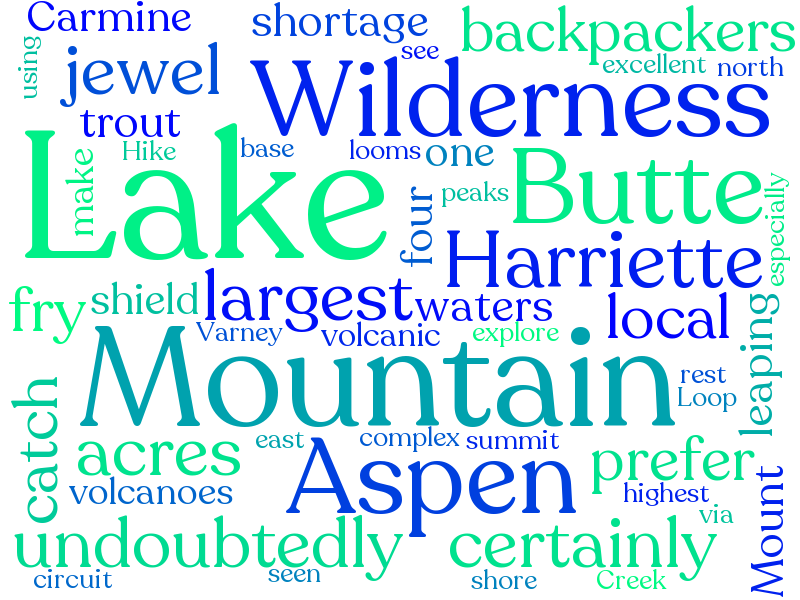 Carmine
shortage
backpackers
using
jewel
see
excellent
north
Wilderness
trout
Hike
base
looms
one
Lake
make
four
peaks
Butte
especially
Harriette
fry
shield
largest
waters
local
leaping
Varney
volcanic
explore
Mountain
rest
Loop
catch
acres
east
complex
summit
prefer
Aspen
volcanoes
highest
Mount
via
undoubtedly
certainly
circuit
seen
shore
Creek